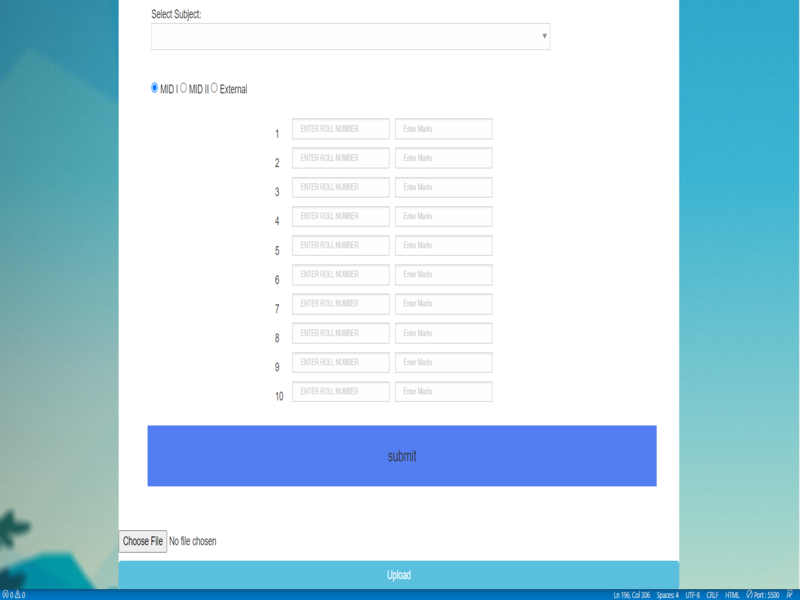 Select Subject:
MID I MID II External
1 ENTER ROLL NUMBER Enter Marks
2 ENTER ROLL NUMBER Enter Marks
3 ENTER ROLL NUMBER Enter Marks
4 ENTER ROLL NUMBER Enter Marks
5 ENTER ROLL NUMBER Enter Marks
6 ENTER ROLL NUMBER Enter Marks
7 ENTER ROLL NUMBER Enter Marks
8 ENTER ROLL NUMBER Enter Marks
9 ENTER ROLL NUMBER Enter Marks
10 ENTER ROLL NUMBER Enter Marks
submit
Choose File No file chosen
Upload
0 0 Ln 196, Col 306 Spaces: 4 UTF-8 CRLF HTML Port : 5500